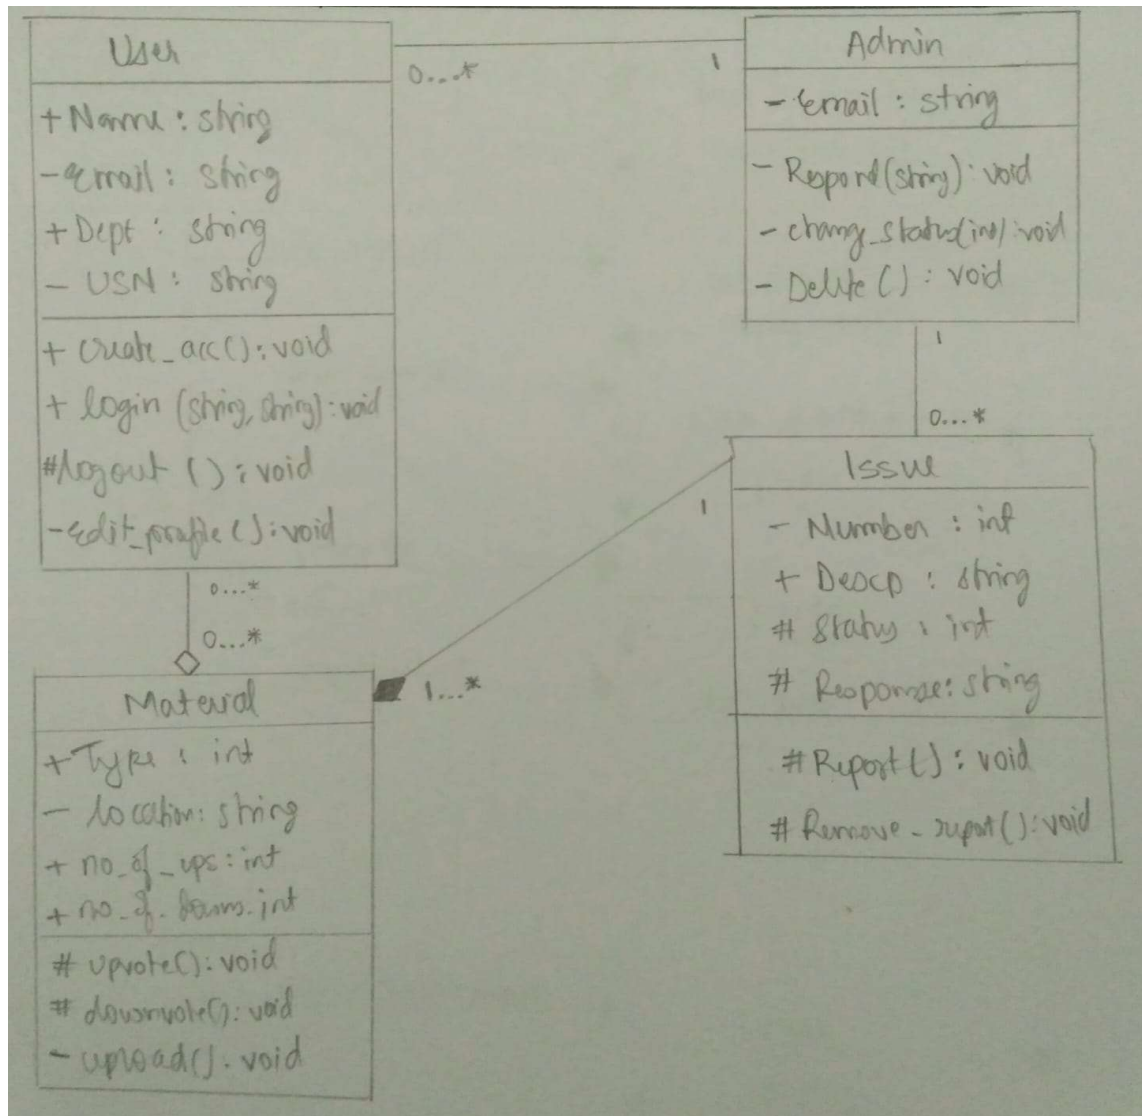 User
+ Name : string
- Email : string
+ Dept : string
- USN : string
+ create_acc() : void
+ login (string, string) : void
# logout () : void
- Edit_profile () : void
0...*
1
Admin
- Email : string
- Respond (string) : void
- change_status(int) : void
- Delete () : void
1
0...*
Issue
- Number : int
+ Descp : string
# Status : int
# Response : string
# Report () : void
# Remove_report () : void
1
1...*
0...*
0...*
Material
+ Type : int
- location : string
+ no_of_ups : int
+ no_of_downs : int
# upvote() : void
# downvote() : void
- upload() : void